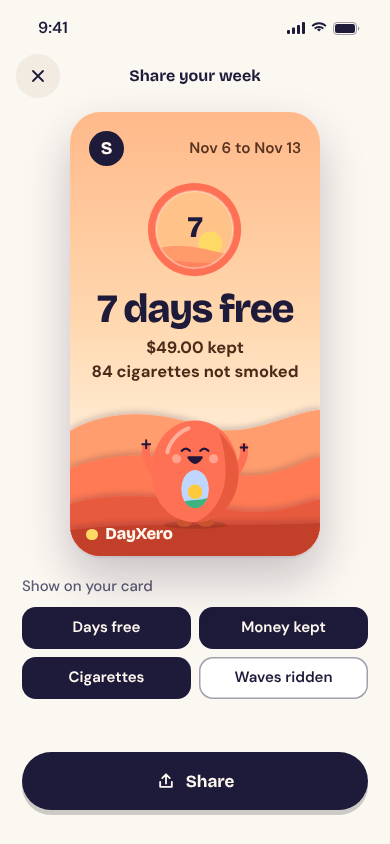 9:41
Share your week
S
Nov 6 to Nov 13
7
7 days free
$49.00 kept
84 cigarettes not smoked
DayXero
Show on your card
Days free
Money kept
Cigarettes
Waves ridden
Share